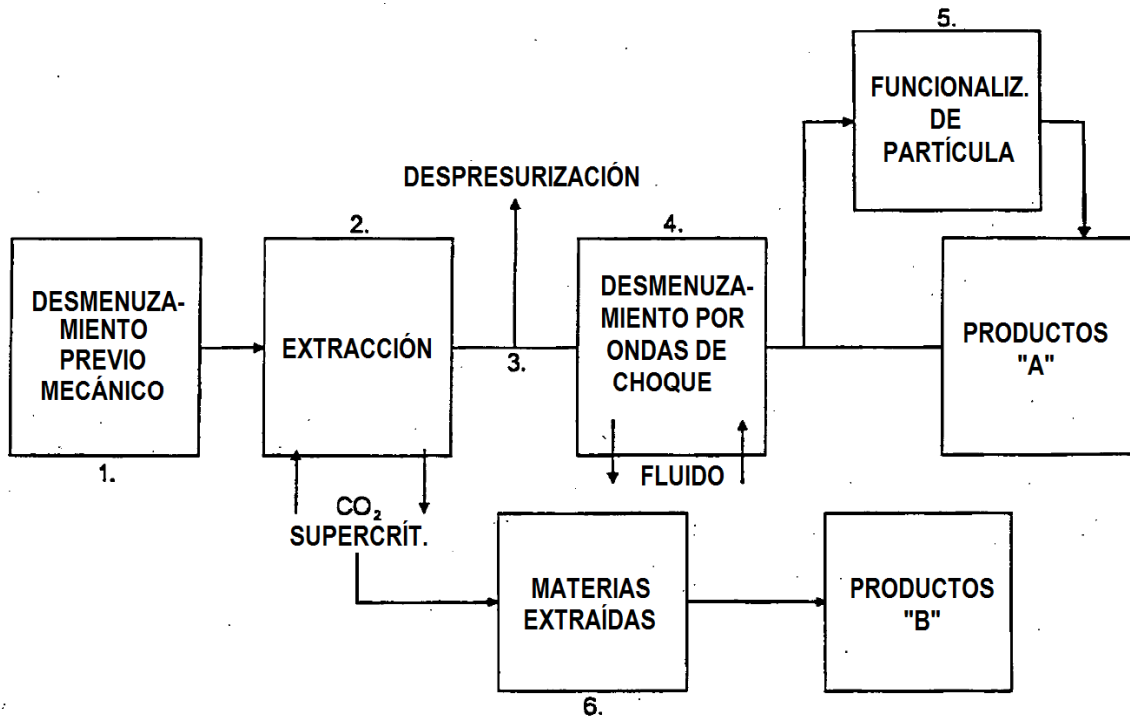 5.
FUNCIONALIZ.
DE
PARTÍCULA
DESPRESURIZACIÓN
2.
4.
DESMENUZA-
MIENTO
PREVIO
MECÁNICO
1.
EXTRACCIÓN
3.
DESMENUZA-
MIENTO POR
ONDAS DE
CHOQUE
PRODUCTOS
"A"
FLUIDO
CO₂
SUPERCRÍT.
MATERIAS
EXTRAÍDAS
6.
PRODUCTOS
"B"